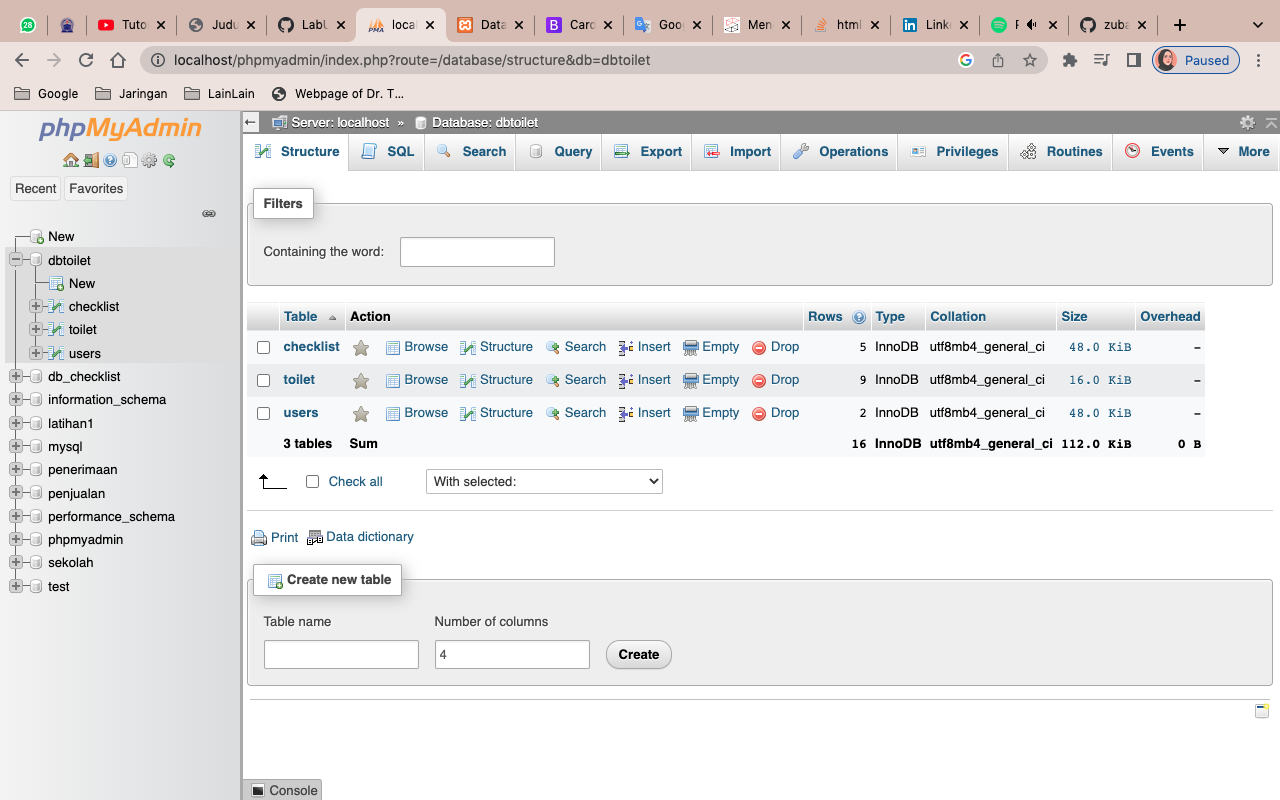 28
Tuto
Judu
LabU
local
Data
Card
Goog
Men
html
Linke
zuba
localhost/phpmyadmin/index.php?route=/database/structure&db=dbtoilet
Paused
Google
Jaringan
LainLain
Webpage of Dr. T...
phpMyAdmin
Recent
Favorites
New
dbtoilet
New
checklist
toilet
users
db_checklist
information_schema
latihan1
mysql
penerimaan
penjualan
performance_schema
phpmyadmin
sekolah
test
Server: localhost » Database: dbtoilet
Structure SQL Search Query Export Import Operations Privileges Routines Events More
Filters
Containing the word:
Table Action Rows Type Collation Size Overhead
checklist Browse Structure Search Insert Empty Drop 5 InnoDB utf8mb4_general_ci 48.0 KiB –
toilet Browse Structure Search Insert Empty Drop 9 InnoDB utf8mb4_general_ci 16.0 KiB –
users Browse Structure Search Insert Empty Drop 2 InnoDB utf8mb4_general_ci 48.0 KiB –
3 tables Sum 16 InnoDB utf8mb4_general_ci 112.0 KiB 0 B
Check all With selected:
Print Data dictionary
Create new table
Table name Number of columns
4 Create
Console